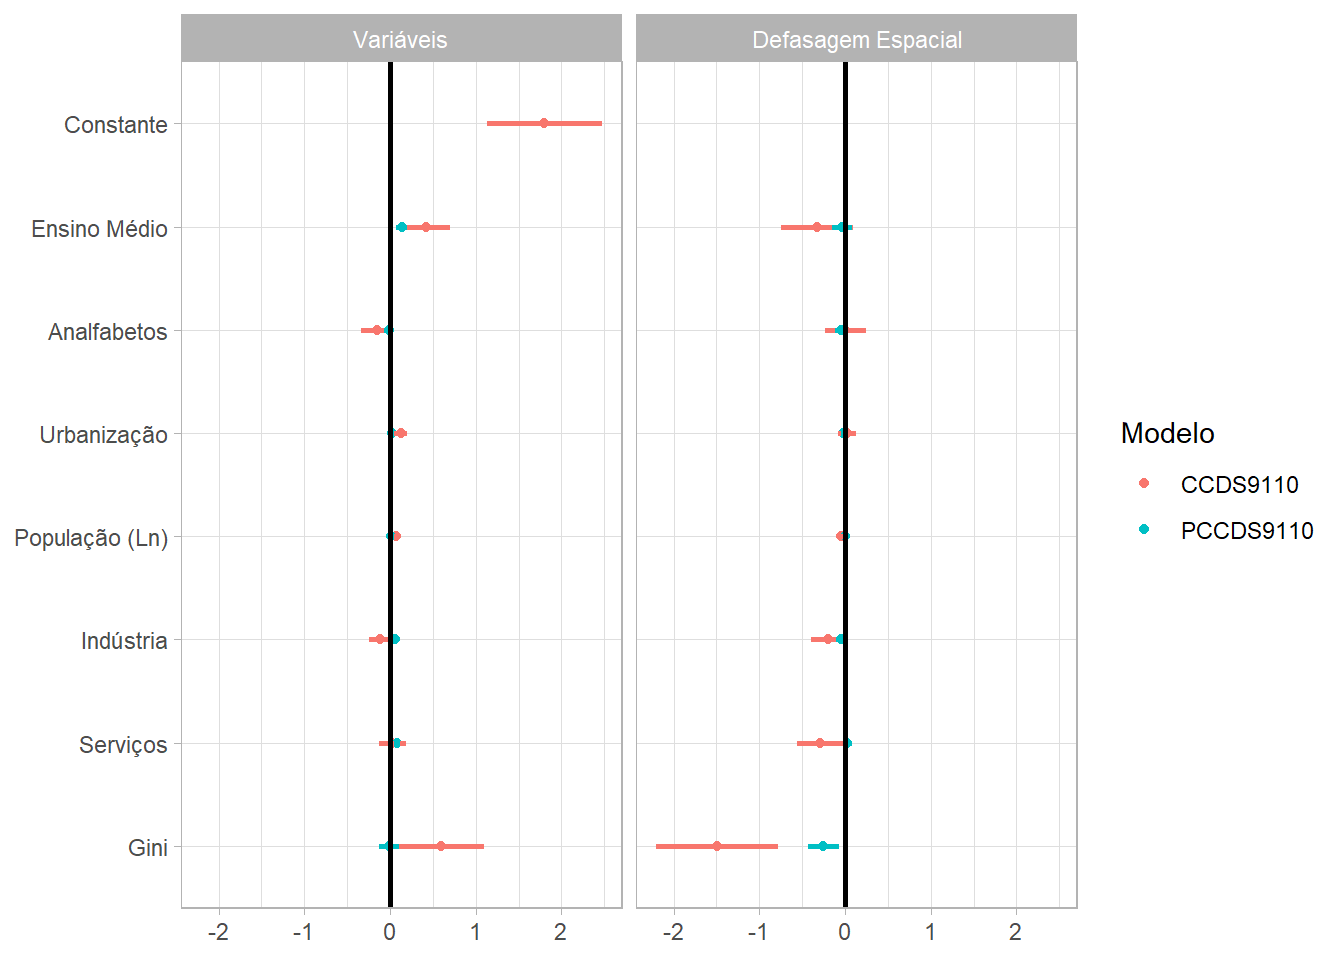 Variáveis
Defasagem Espacial
Constante
Ensino Médio
Analfabetos
Urbanização
População (Ln)
Indústria
Serviços
Gini
-2 -1 0 1 2
-2 -1 0 1 2
Modelo
CCDS9110
PCCDS9110